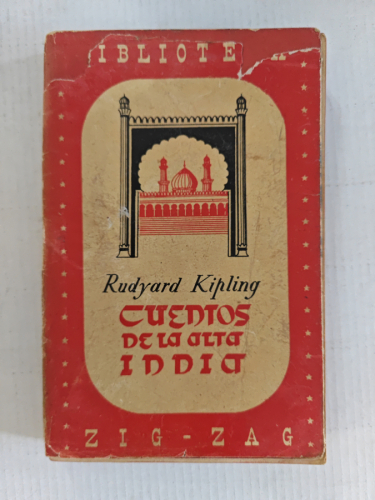 IBLIOTE
Rudyard Kipling
CUENTOS
DE LA ALTA
INDIA
ZIG-ZAG